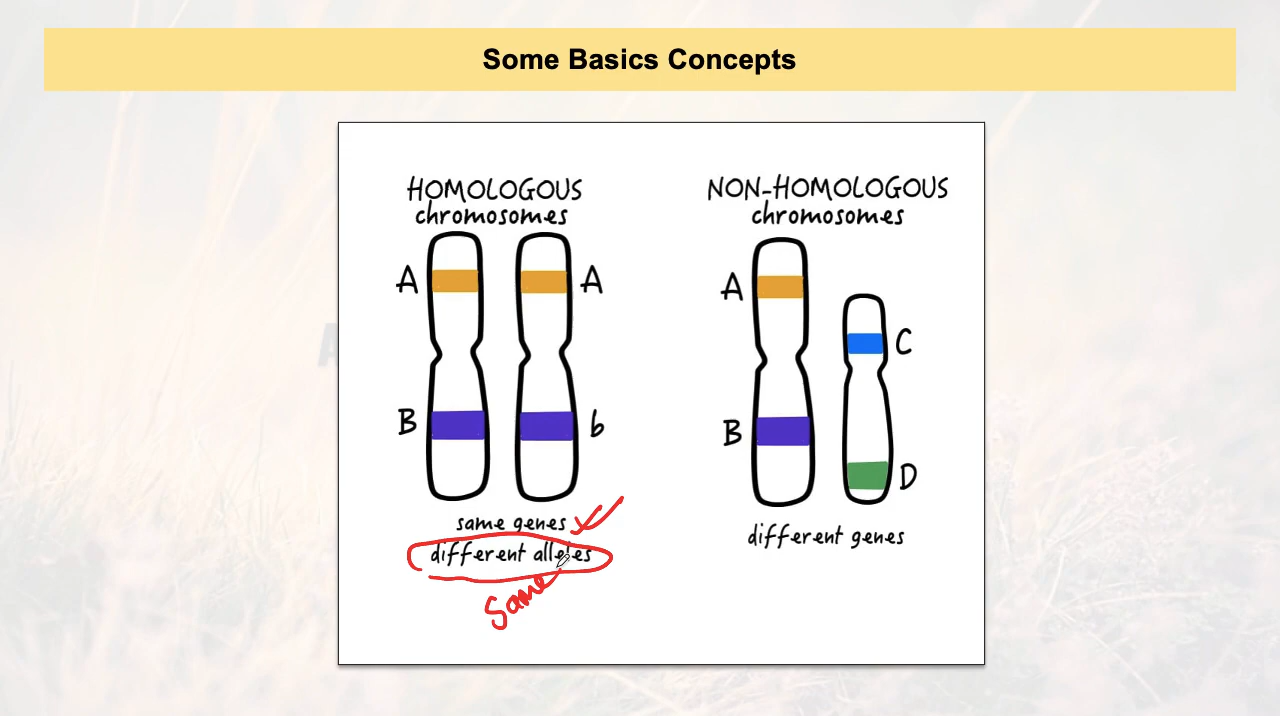 Some Basics Concepts
HOMOLOGOUS
chromosomes
A
A
B
b
same genes
different alleles
Same
NON-HOMOLOGOUS
chromosomes
A
C
B
D
different genes